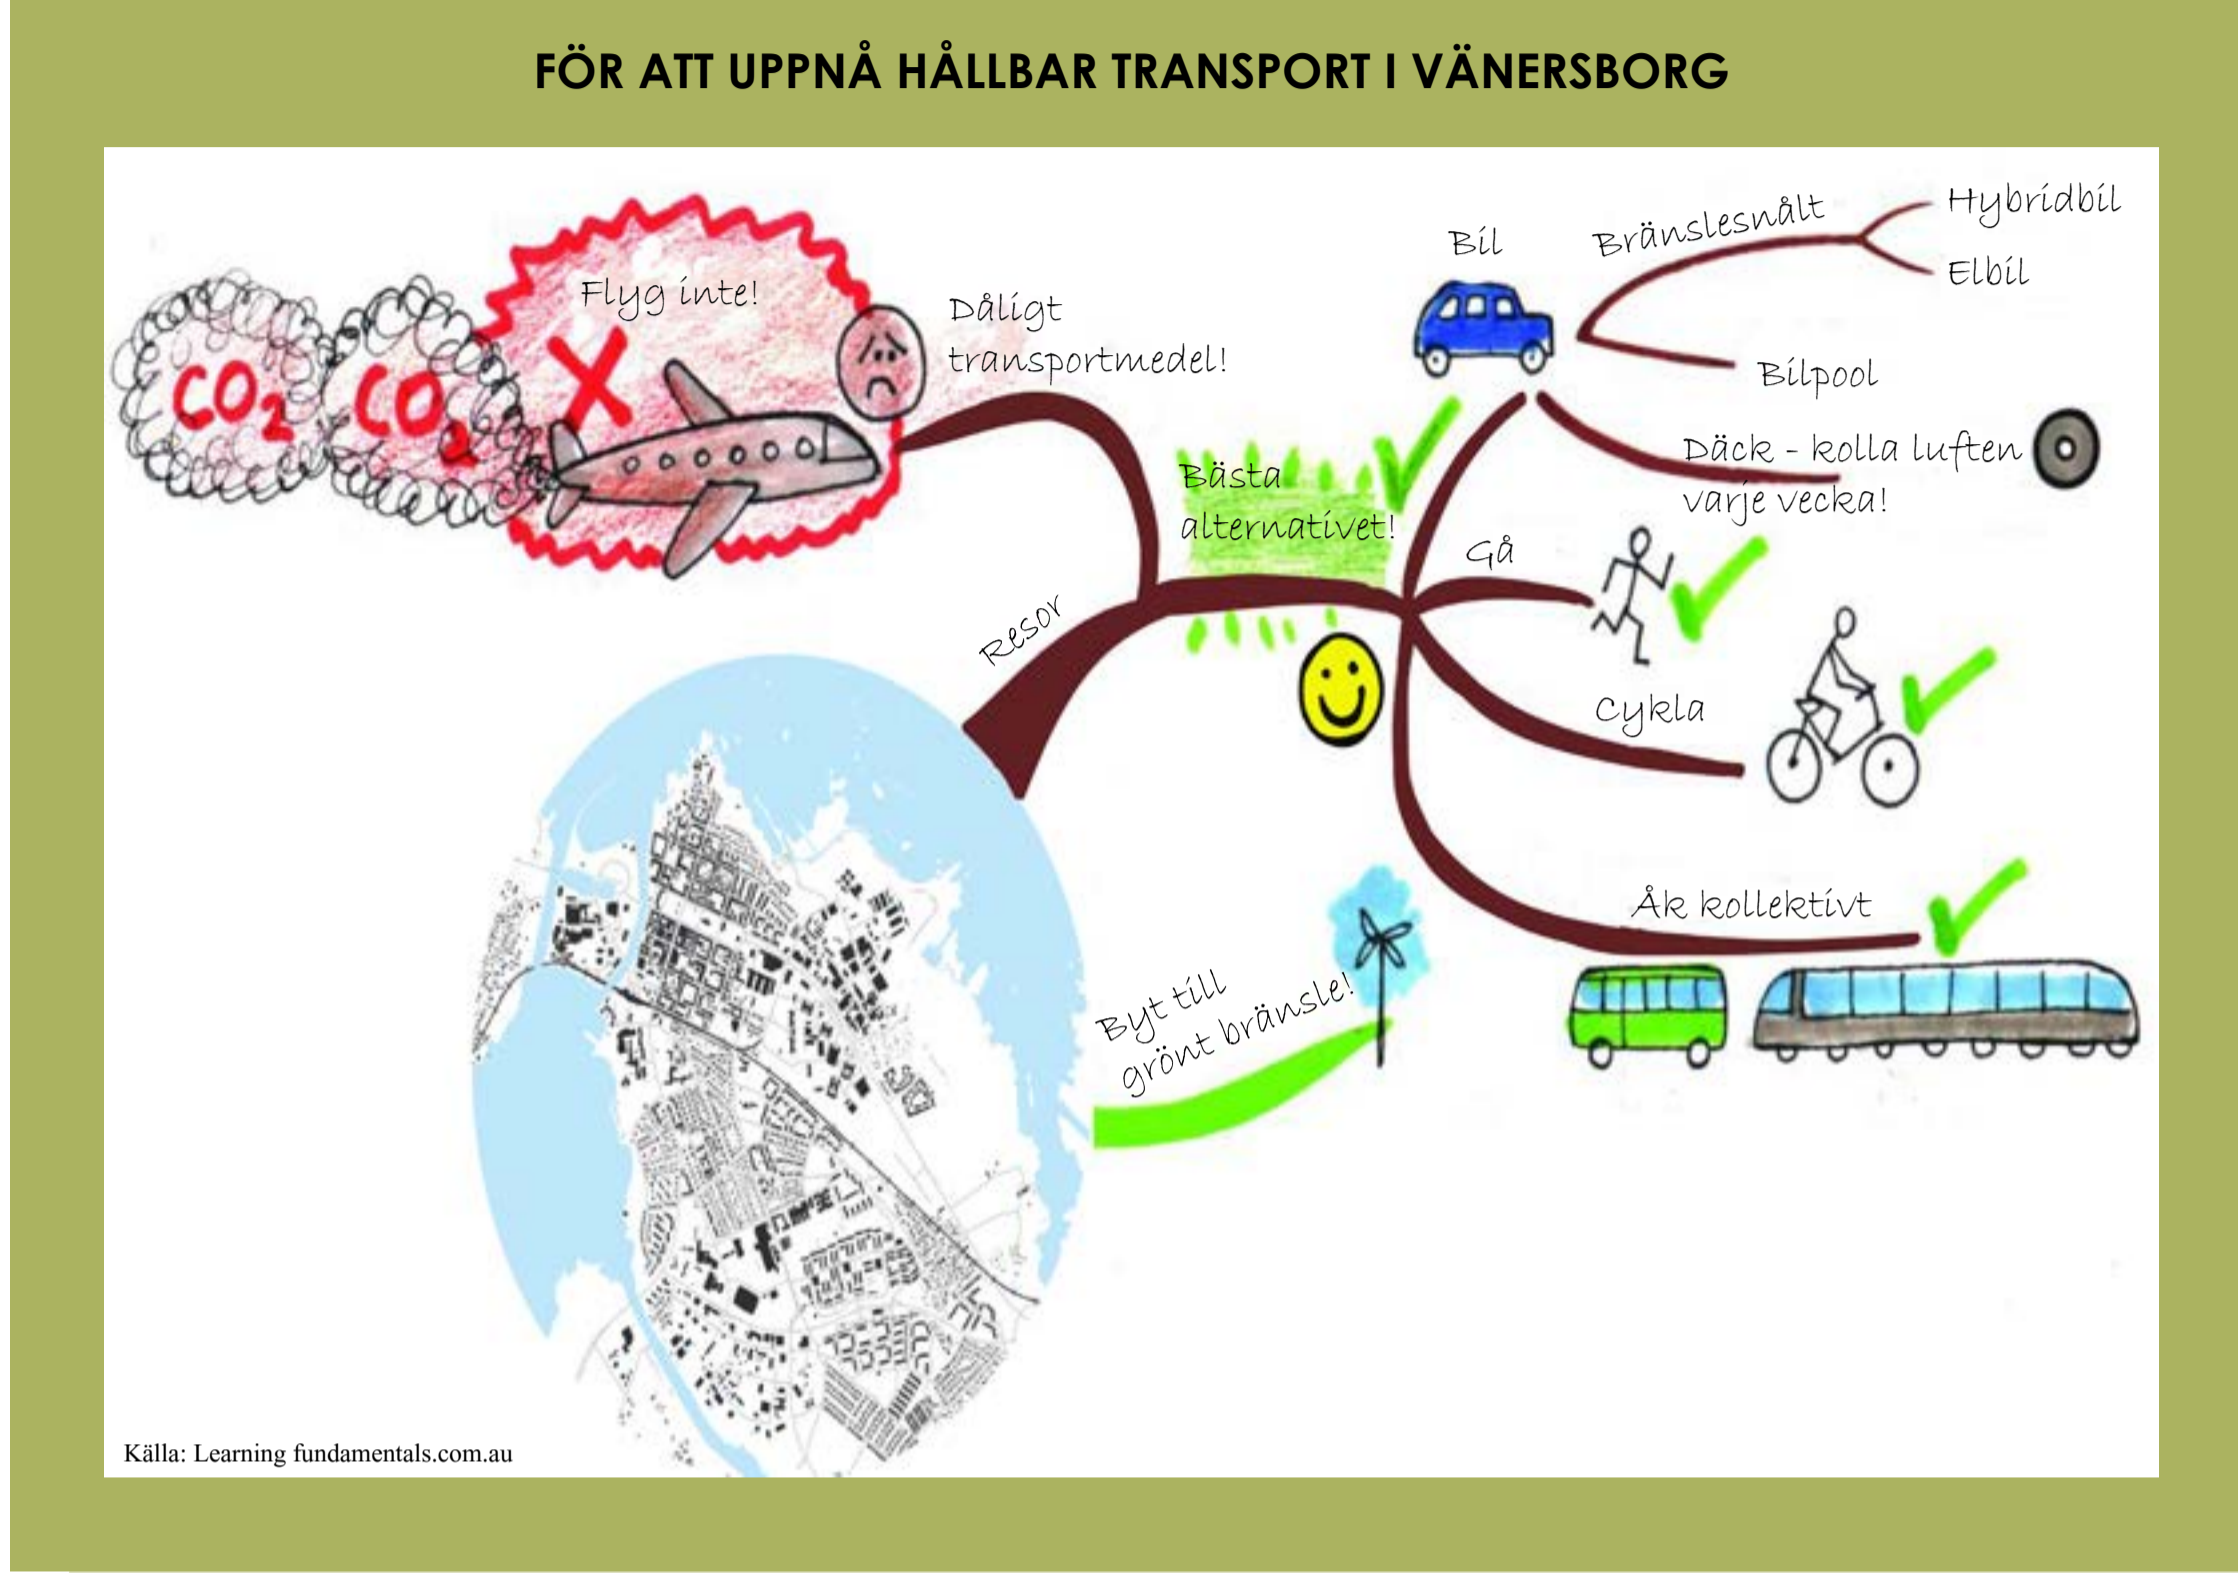 FÖR ATT UPPNÅ HÅLLBAR TRANSPORT I VÄNERSBORG
CO2
CO2
Flyg inte!
X
Dåligt
transportmedel!
Bil
Bränslesnålt
Hybridbil
Elbil
Bilpool
Däck - kolla luften
varje vecka!
Bästa
alternativet!
Gå
Resor
Cykla
Åk kollektivt
Byt till
grönt bränsle!
Källa: Learning fundamentals.com.au